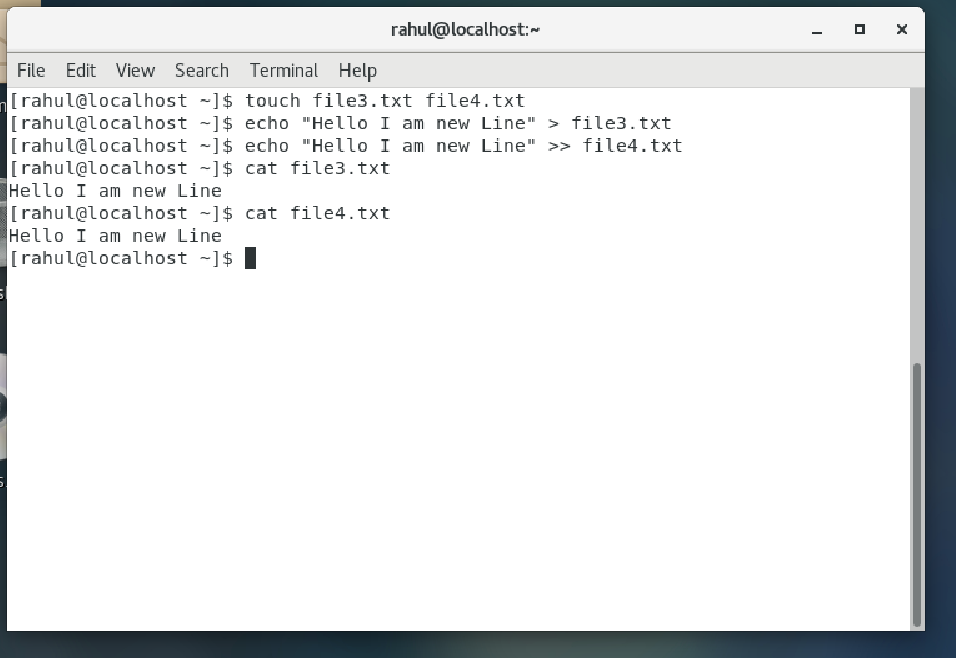 rahul@localhost:~
File Edit View Search Terminal Help
[rahul@localhost ~]$ touch file3.txt file4.txt
[rahul@localhost ~]$ echo "Hello I am new Line" > file3.txt
[rahul@localhost ~]$ echo "Hello I am new Line" >> file4.txt
[rahul@localhost ~]$ cat file3.txt
Hello I am new Line
[rahul@localhost ~]$ cat file4.txt
Hello I am new Line
[rahul@localhost ~]$